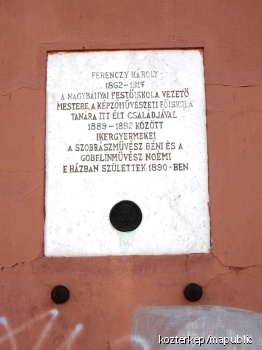 FERENCZY KÁROLY
1862-1917
A NAGYBÁNYAI FESTŐISKOLA VEZETŐ
MESTERE, A KÉPZŐMŰVÉSZETI FŐISKOLA
TANÁRA ITT ÉLT CSALÁDJÁVAL
1889-1892 KÖZÖTT
IKERGYERMEKEI
A SZOBRÁSZMŰVÉSZ BÉNI ÉS A
GOBELINMŰVÉSZ NOÉMI
E HÁZBAN SZÜLETTEK 1890-BEN
kozterkep/mapublic